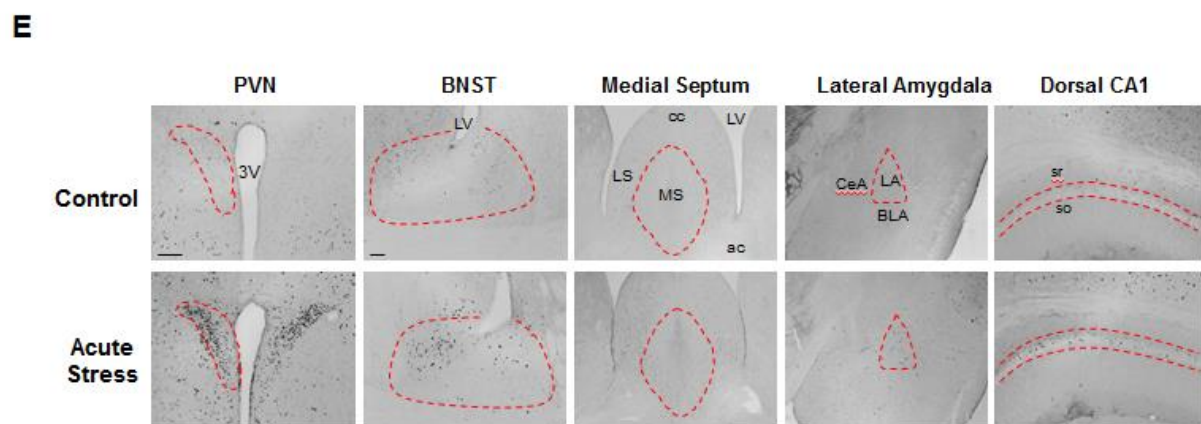 E
PVN BNST Medial Septum Lateral Amygdala Dorsal CA1
Control
3V
LV
cc LV
LS
MS
ac
CeA LA
BLA
sr
so
Acute
Stress